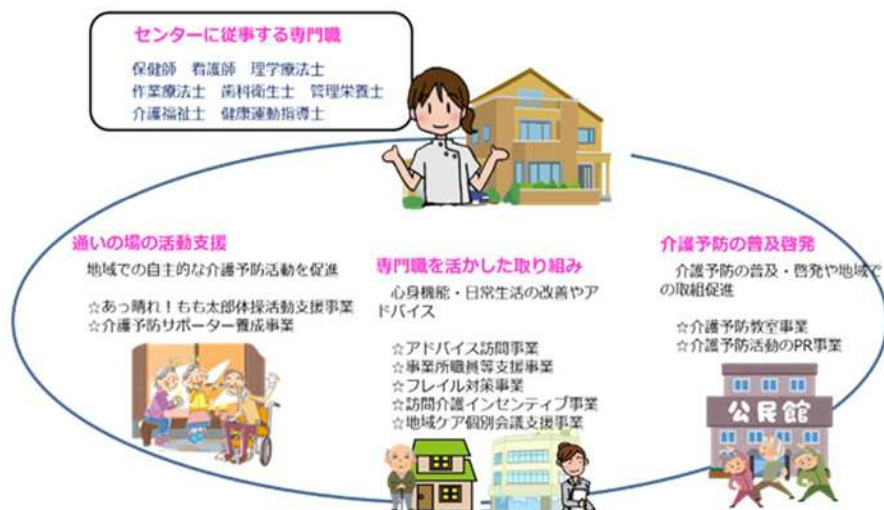 センターに従事する専門職
保健師 看護師 理学療法士
作業療法士 歯科衛生士 管理栄養士
介護福祉士 健康運動指導士
通いの場の活動支援
地域での自主的な介護予防活動を促進
☆あっ晴れ！もも太郎体操活動支援事業
☆介護予防サポーター養成事業
専門職を活かした取り組み
心身機能・日常生活の改善やア
ドバイス
☆アドバイス訪問事業
☆事業所職員等支援事業
☆フレイル対策事業
☆訪問介護インセンティブ事業
☆地域ケア個別会議支援事業
介護予防の普及啓発
介護予防の普及・啓発や地域で
の取組促進
☆介護予防教室事業
☆介護予防活動のPR事業
公民館